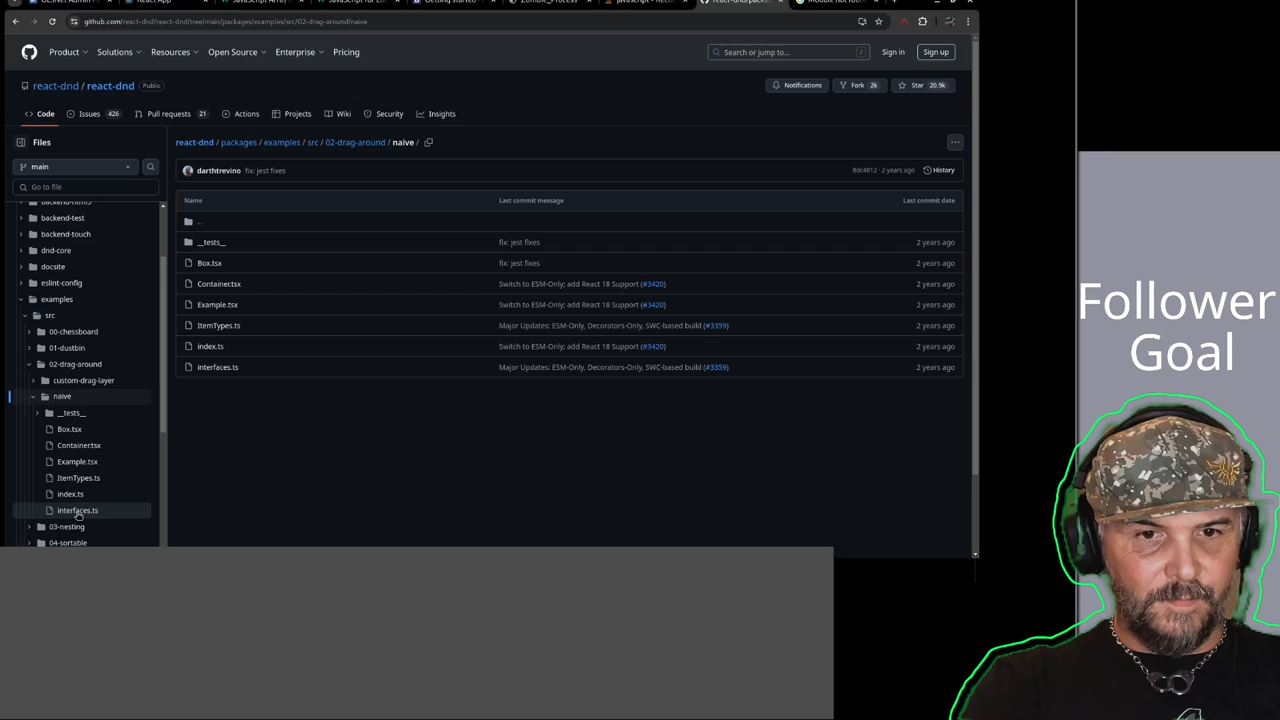 React App
Getting started
Zombie_Process
github.com/react-dnd/react-dnd/tree/main/packages/examples/src/02-drag-around/naive
Product Solutions Resources Open Source Enterprise Pricing Search or jump to... / Sign in Sign up
react-dnd / react-dnd Public Notifications Fork 2k Star 20.9k
Code Issues 426 Pull requests 21 Actions Projects Wiki Security Insights
Files
main
Go to file
backend-html5
backend-test
backend-touch
dnd-core
docsite
eslint-config
examples
src
00-chessboard
01-dustbin
02-drag-around
custom-drag-layer
naive
__tests__
Box.tsx
Container.tsx
Example.tsx
ItemTypes.ts
index.ts
interfaces.ts
03-nesting
04-sortable
react-dnd / packages / examples / src / 02-drag-around / naive /
darthtrevino fix: jest fixes 8dc4812 · 2 years ago History
Name Last commit message Last commit date
..
__tests__ fix: jest fixes 2 years ago
Box.tsx fix: jest fixes 2 years ago
Container.tsx Switch to ESM-Only; add React 18 Support (#3420) 2 years ago
Example.tsx Switch to ESM-Only; add React 18 Support (#3420) 2 years ago
ItemTypes.ts Major Updates: ESM-Only, Decorators-Only, SWC-based build (#3359) 2 years ago
index.ts Switch to ESM-Only; add React 18 Support (#3420) 2 years ago
interfaces.ts Major Updates: ESM-Only, Decorators-Only, SWC-based build (#3359) 2 years ago
Follower
Goal